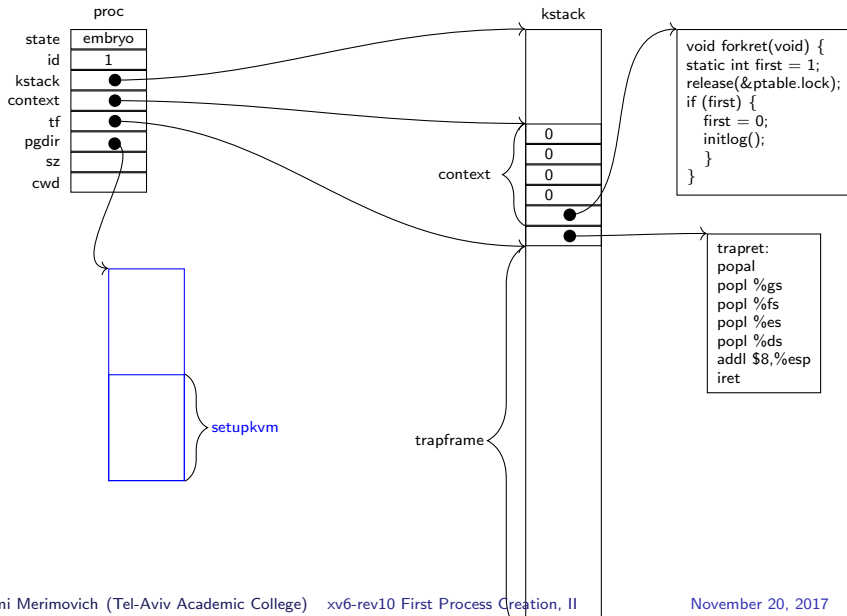 proc
state embryo
id 1
kstack
context
tf
pgdir
sz
cwd
setupkvm
kstack
context
0
0
0
0
trapframe
void forkret(void) {
static int first = 1;
release(&ptable.lock);
if (first) {
first = 0;
initlog();
}
}
trapret:
popal
popl %gs
popl %fs
popl %es
popl %ds
addl $8,%esp
iret
mi Merimovich (Tel-Aviv Academic College) xv6-rev10 First Process Creation, II November 20, 2017